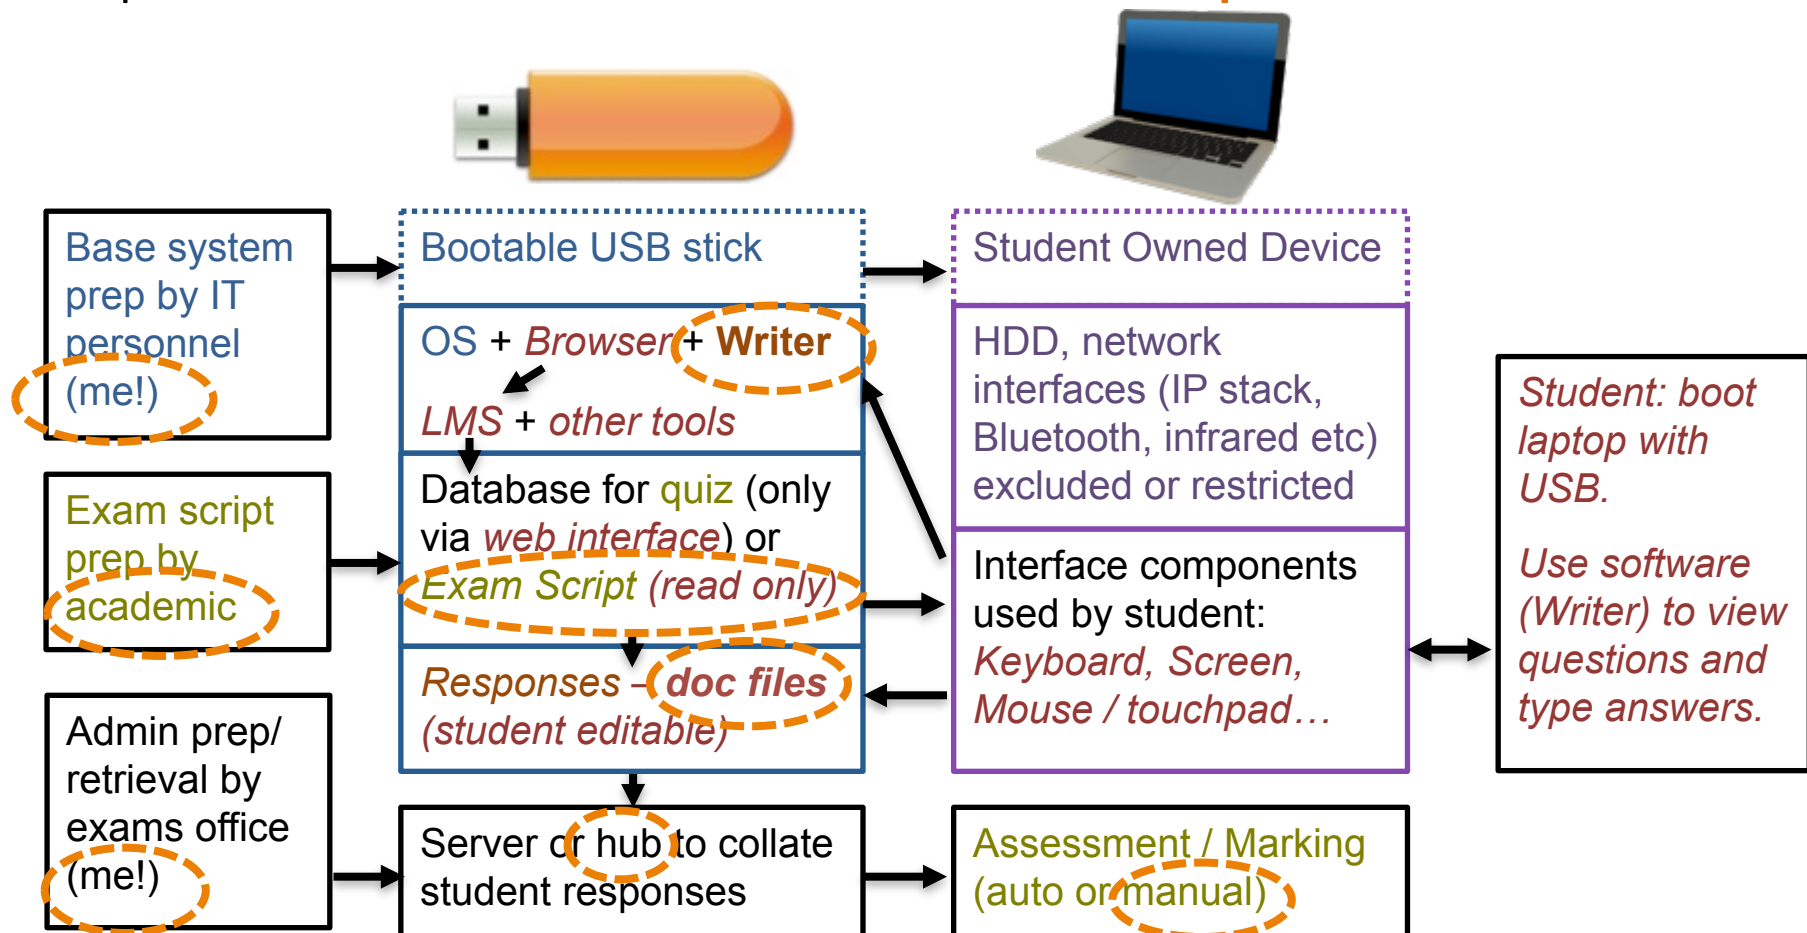 Base system
prep by IT
personnel
(me!)
Bootable USB stick
Student Owned Device
OS + Browser + Writer
LMS + other tools
HDD, network
interfaces (IP stack,
Bluetooth, infrared etc)
excluded or restricted
Exam script
prep by
academic
Database for quiz (only
via web interface) or
Exam Script (read only)
Interface components
used by student:
Keyboard, Screen,
Mouse / touchpad…
Student: boot
laptop with
USB.
Use software
(Writer) to view
questions and
type answers.
Responses – doc files
(student editable)
Admin prep/
retrieval by
exams office
(me!)
Server or hub to collate
student responses
Assessment / Marking
(auto or manual)